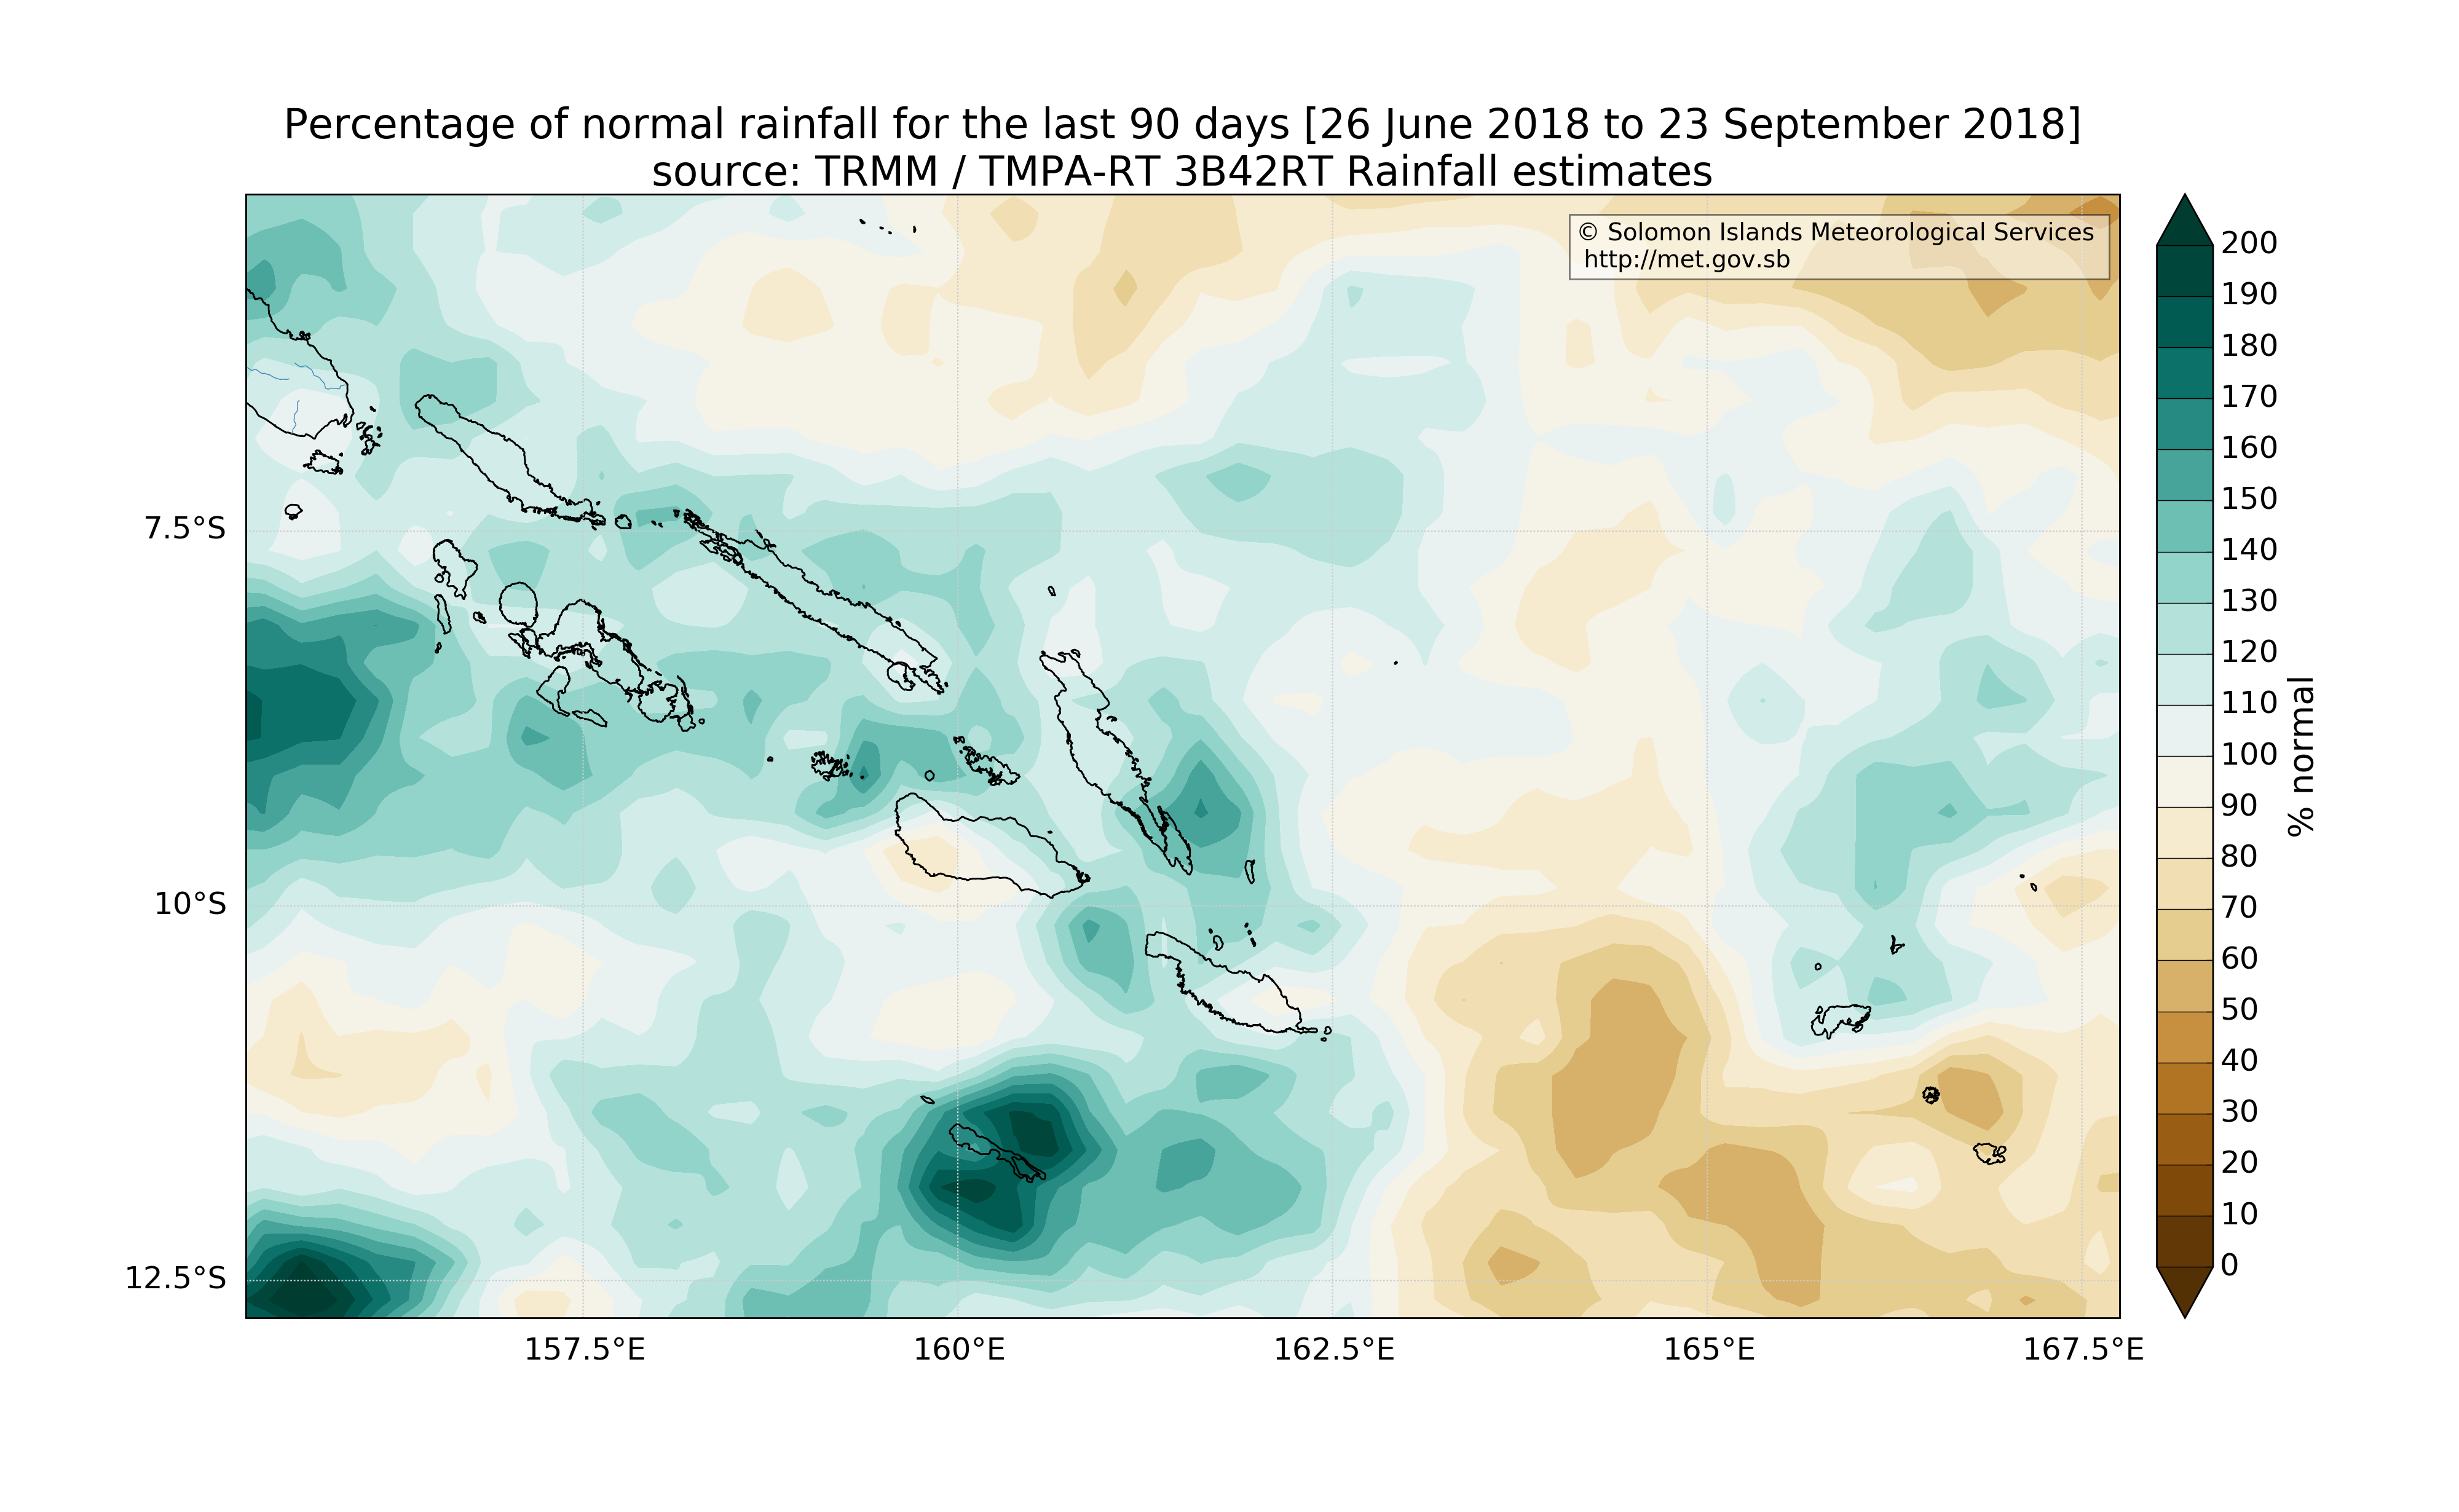 Percentage of normal rainfall for the last 90 days [26 June 2018 to 23 September 2018]
source: TRMM / TMPA-RT 3B42RT Rainfall estimates
© Solomon Islands Meteorological Services
http://met.gov.sb
7.5°S
10°S
12.5°S
157.5°E
160°E
162.5°E
165°E
167.5°E
200
190
180
170
160
150
140
130
120
110
100
90
80
70
60
50
40
30
20
10
0
% normal